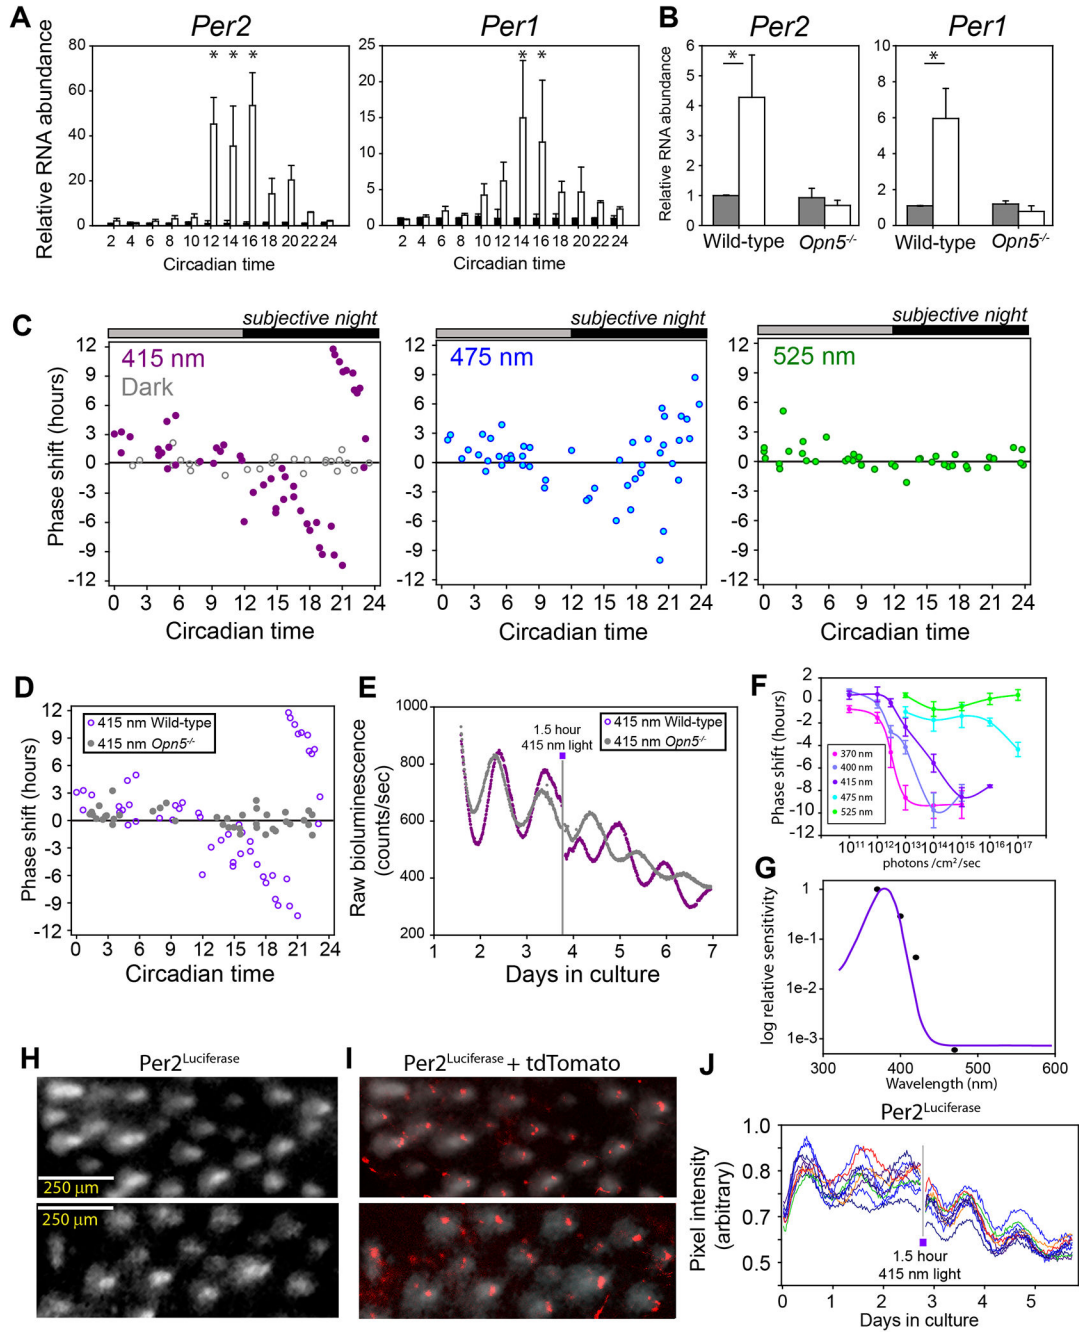 A
Per2
Per1
B
Per2
Per1
Relative RNA abundance
80
60
40
20
0
* * *
2 4 6 8 10 12 14 16 18 20 22 24
Circadian time
25
20
15
10
5
0
* *
2 4 6 8 10 12 14 16 18 20 22 24
Circadian time
Relative RNA abundance
6
5
4
3
2
1
0
*
Wild-type Opn5-/-
10
8
6
4
2
0
*
Wild-type Opn5-/-
C
subjective night
subjective night
subjective night
Phase shift (hours)
12
9
6
3
0
-3
-6
-9
-12
415 nm
Dark
0 3 6 9 12 15 18 21 24
Circadian time
12
9
6
3
0
-3
-6
-9
-12
475 nm
0 3 6 9 12 15 18 21 24
Circadian time
12
9
6
3
0
-3
-6
-9
-12
525 nm
0 3 6 9 12 15 18 21 24
Circadian time
D
Phase shift (hours)
12
9
6
3
0
-3
-6
-9
-12
415 nm Wild-type
415 nm Opn5-/-
0 3 6 9 12 15 18 21 24
Circadian time
E
Raw bioluminescence
(counts/sec)
1000
800
600
400
200
415 nm Wild-type
415 nm Opn5-/-
1.5 hour
415 nm light
1 2 3 4 5 6 7
Days in culture
F
Phase shift (hours)
2
0
-2
-4
-6
-8
-10
-12
370 nm
400 nm
415 nm
475 nm
525 nm
10^11 10^12 10^13 10^14 10^15 10^16 10^17
photons /cm²/sec
G
log relative sensitivity
1
1e-1
1e-2
1e-3
300 400 500 600
Wavelength (nm)
H
Per2Luciferase
250 µm
250 µm
I
Per2Luciferase + tdTomato
J
Per2Luciferase
Pixel intensity
(arbitrary)
1.0
0.8
0.7
0.5
1.5 hour
415 nm light
0 1 2 3 4 5
Days in culture